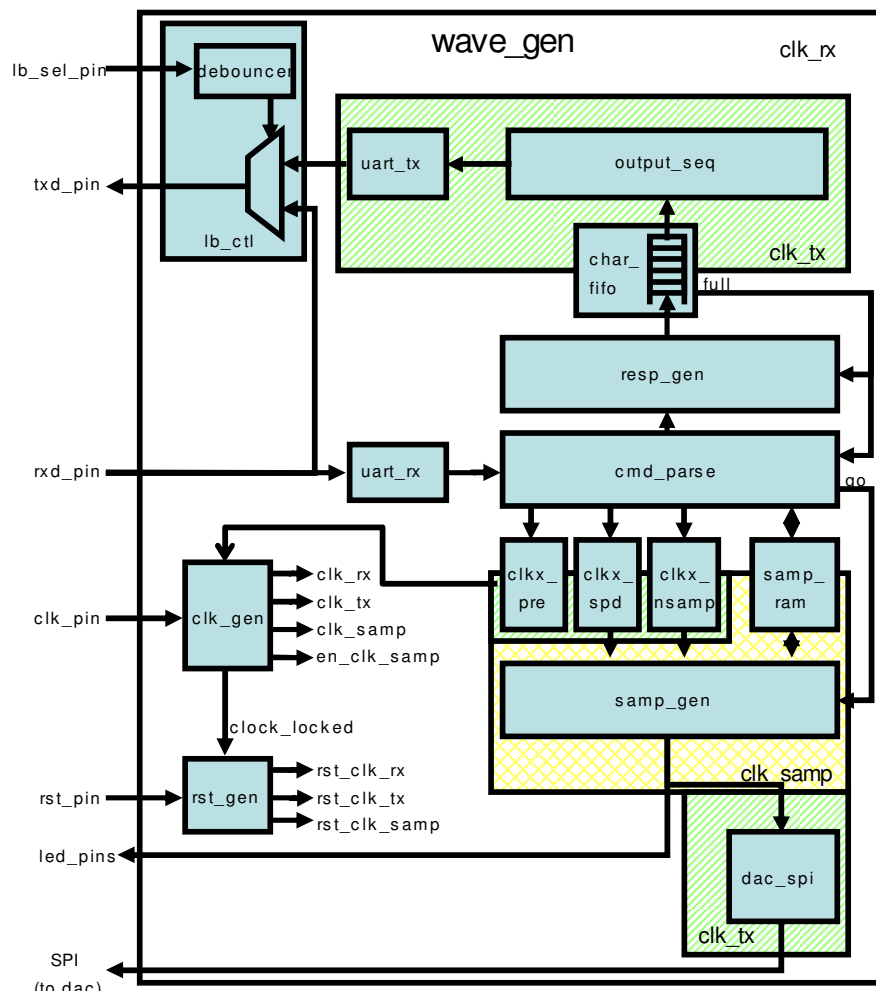 wave_gen
clk_rx
lb_sel_pin
debouncer
txd_pin
lb_ctl
uart_tx
output_seq
clk_tx
char_
fifo
full
resp_gen
rxd_pin
uart_rx
cmd_parse
go
clkx_
pre
clkx_
spd
clkx_
nsamp
samp_
ram
clk_pin
clk_gen
clk_rx
clk_tx
clk_samp
en_clk_samp
samp_gen
clock_locked
clk_samp
rst_pin
rst_gen
rst_clk_rx
rst_clk_tx
rst_clk_samp
led_pins
dac_spi
clk_tx
SPI
(to dac)